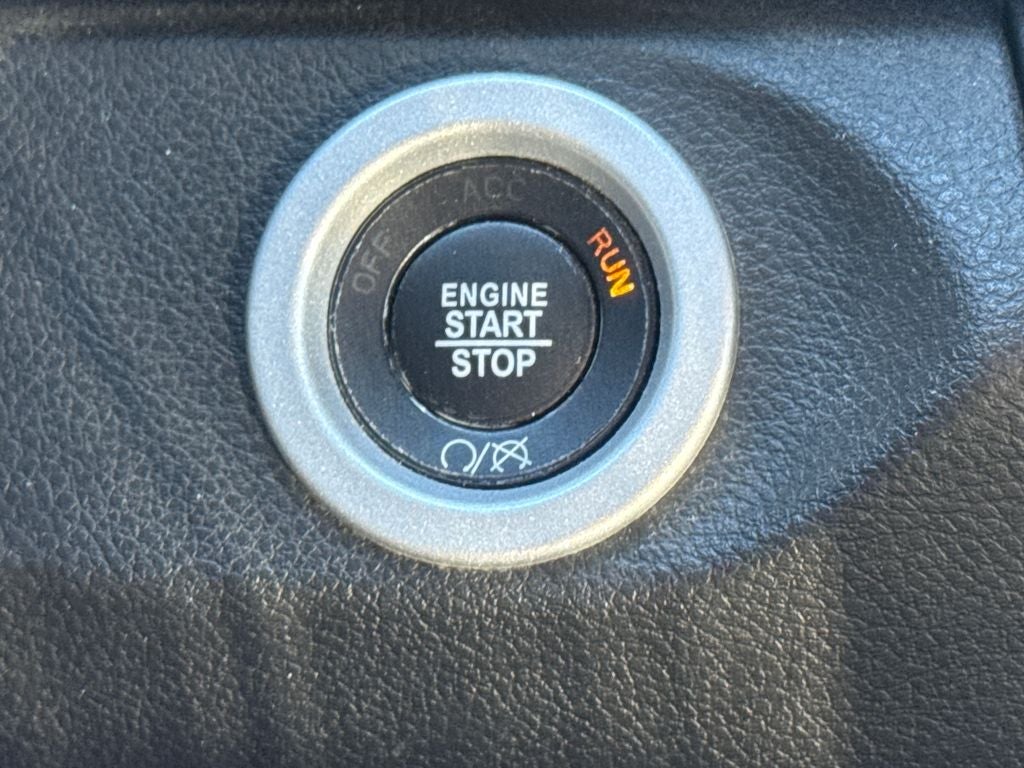 ACC
OFF
RUN
ENGINE
START
STOP